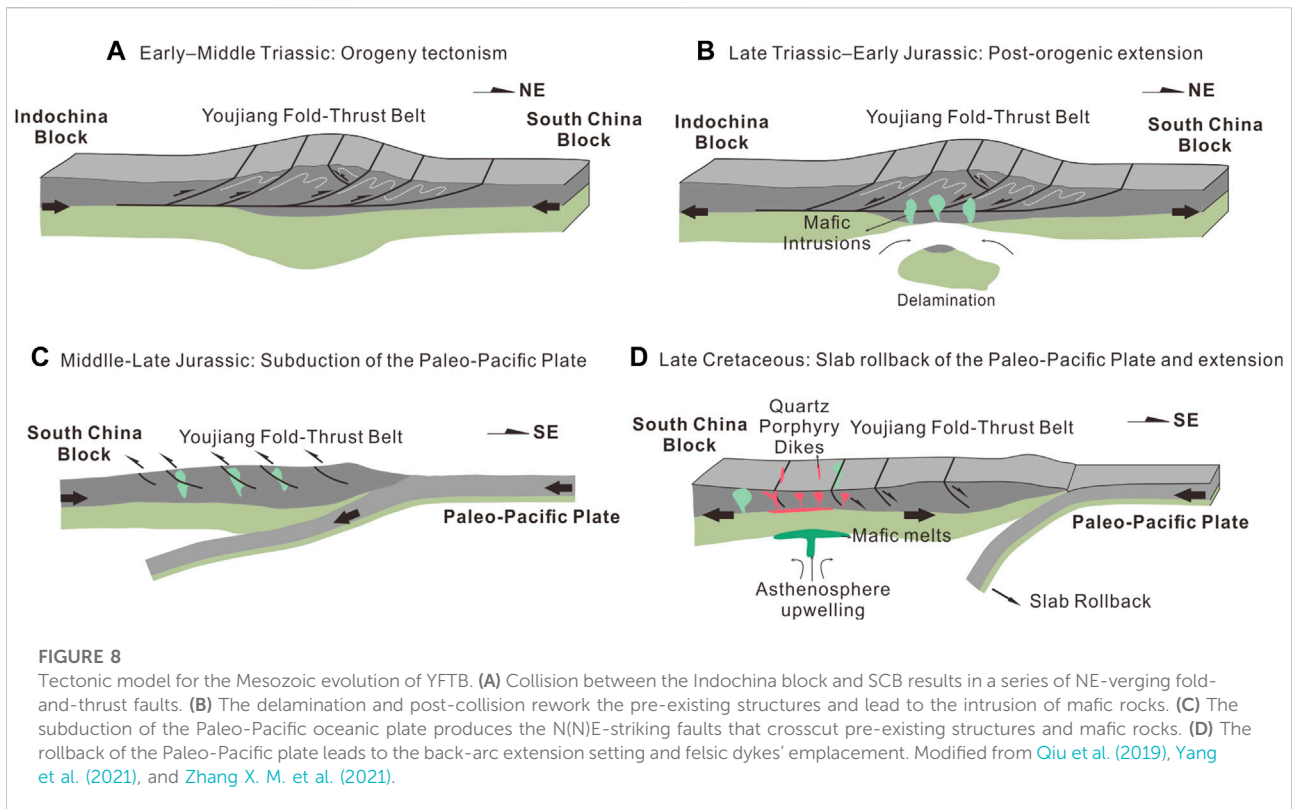 A Early–Middle Triassic: Orogeny tectonism
NE
Indochina
Block
Youjiang Fold-Thrust Belt
South China
Block
B Late Triassic–Early Jurassic: Post-orogenic extension
NE
Indochina
Block
Youjiang Fold-Thrust Belt
South China
Block
Mafic
Intrusions
Delamination
C Middlle-Late Jurassic: Subduction of the Paleo-Pacific Plate
South China
Block
Youjiang Fold-Thrust Belt
SE
Paleo-Pacific Plate
D Late Cretaceous: Slab rollback of the Paleo-Pacific Plate and extension
South China
Block
Quartz
Porphyry
Dikes
Youjiang Fold-Thrust Belt
SE
Paleo-Pacific Plate
Mafic melts
Asthenosphere
upwelling
Slab Rollback
FIGURE 8
Tectonic model for the Mesozoic evolution of YFTB. (A) Collision between the Indochina block and SCB results in a series of NE-verging fold-
and-thrust faults. (B) The delamination and post-collision rework the pre-existing structures and lead to the intrusion of mafic rocks. (C) The
subduction of the Paleo-Pacific oceanic plate produces the N(N)E-striking faults that crosscut pre-existing structures and mafic rocks. (D) The
rollback of the Paleo-Pacific plate leads to the back-arc extension setting and felsic dykes’ emplacement. Modified from Qiu et al. (2019), Yang
et al. (2021), and Zhang X. M. et al. (2021).